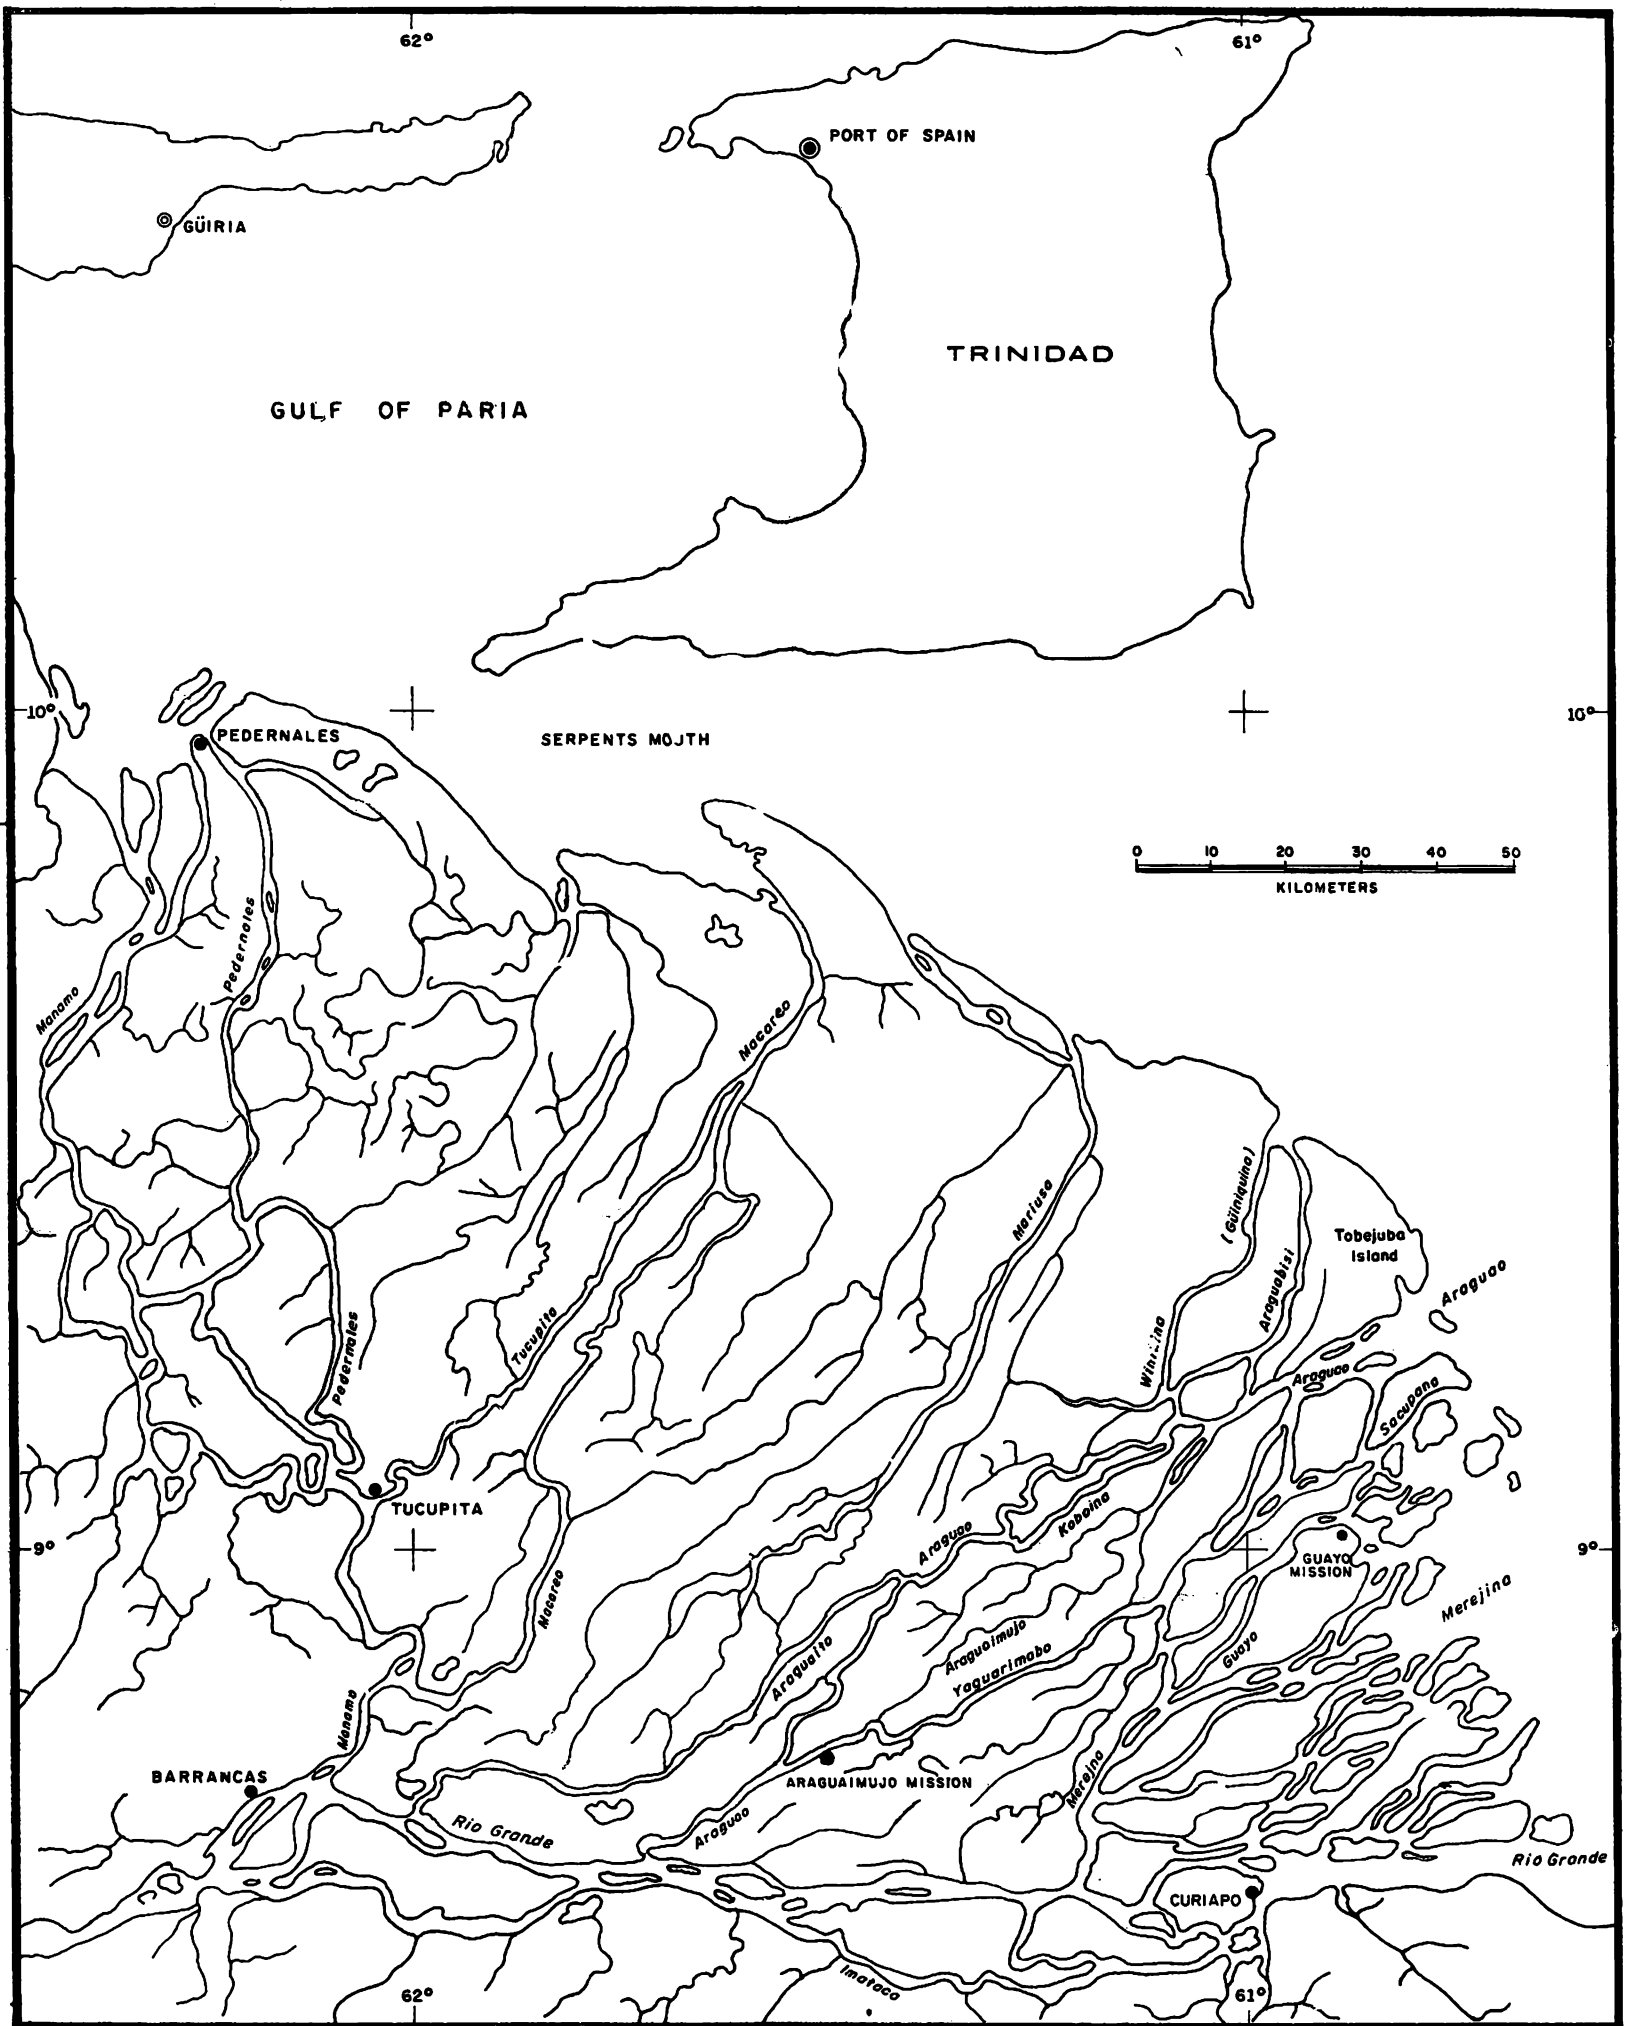 62°
61°
PORT OF SPAIN
GÜIRIA
TRINIDAD
GULF OF PARIA
10°
10°
PEDERNALES
SERPENTS MOJTH
0 10 20 30 40 50
KILOMETERS
Pedernales
Manamo
Macareo
Mariusa
(Güiniquina)
Tobejuba
Island
Araguabisi
Araguao
Pedernales
Tucupita
Araguao
Sacupana
TUCUPITA
Koboina
Araguao
9°
9°
GUAYO
MISSION
Macareo
Merejina
Araguaimujo
Guayo
Araguaito
Yaguarimabo
Manamo
BARRANCAS
ARAGUAIMUJO MISSION
Merejna
Rio Grande
Araguao
Rio Grande
CURIAPO
Imataca
62°
61°